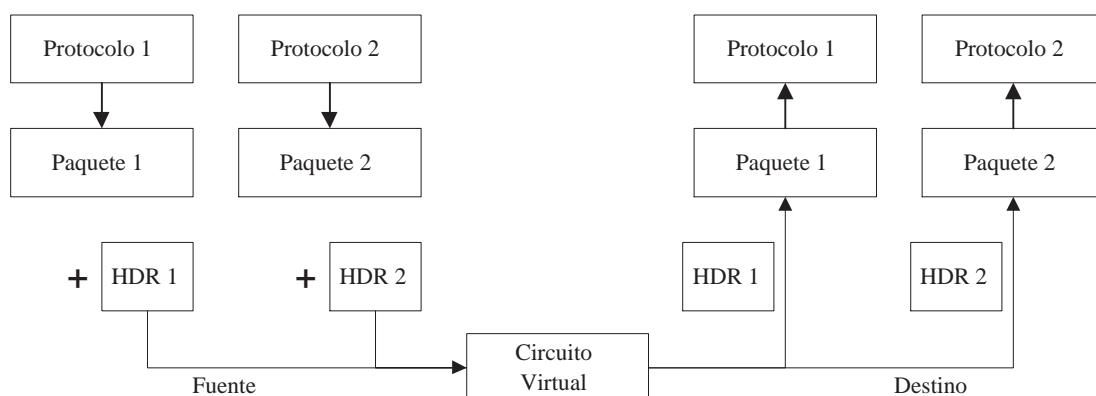 Protocolo 1
Protocolo 2
Protocolo 1
Protocolo 2
Paquete 1
Paquete 2
Paquete 1
Paquete 2
+ HDR 1
+ HDR 2
HDR 1
HDR 2
Circuito
Virtual
Fuente
Destino